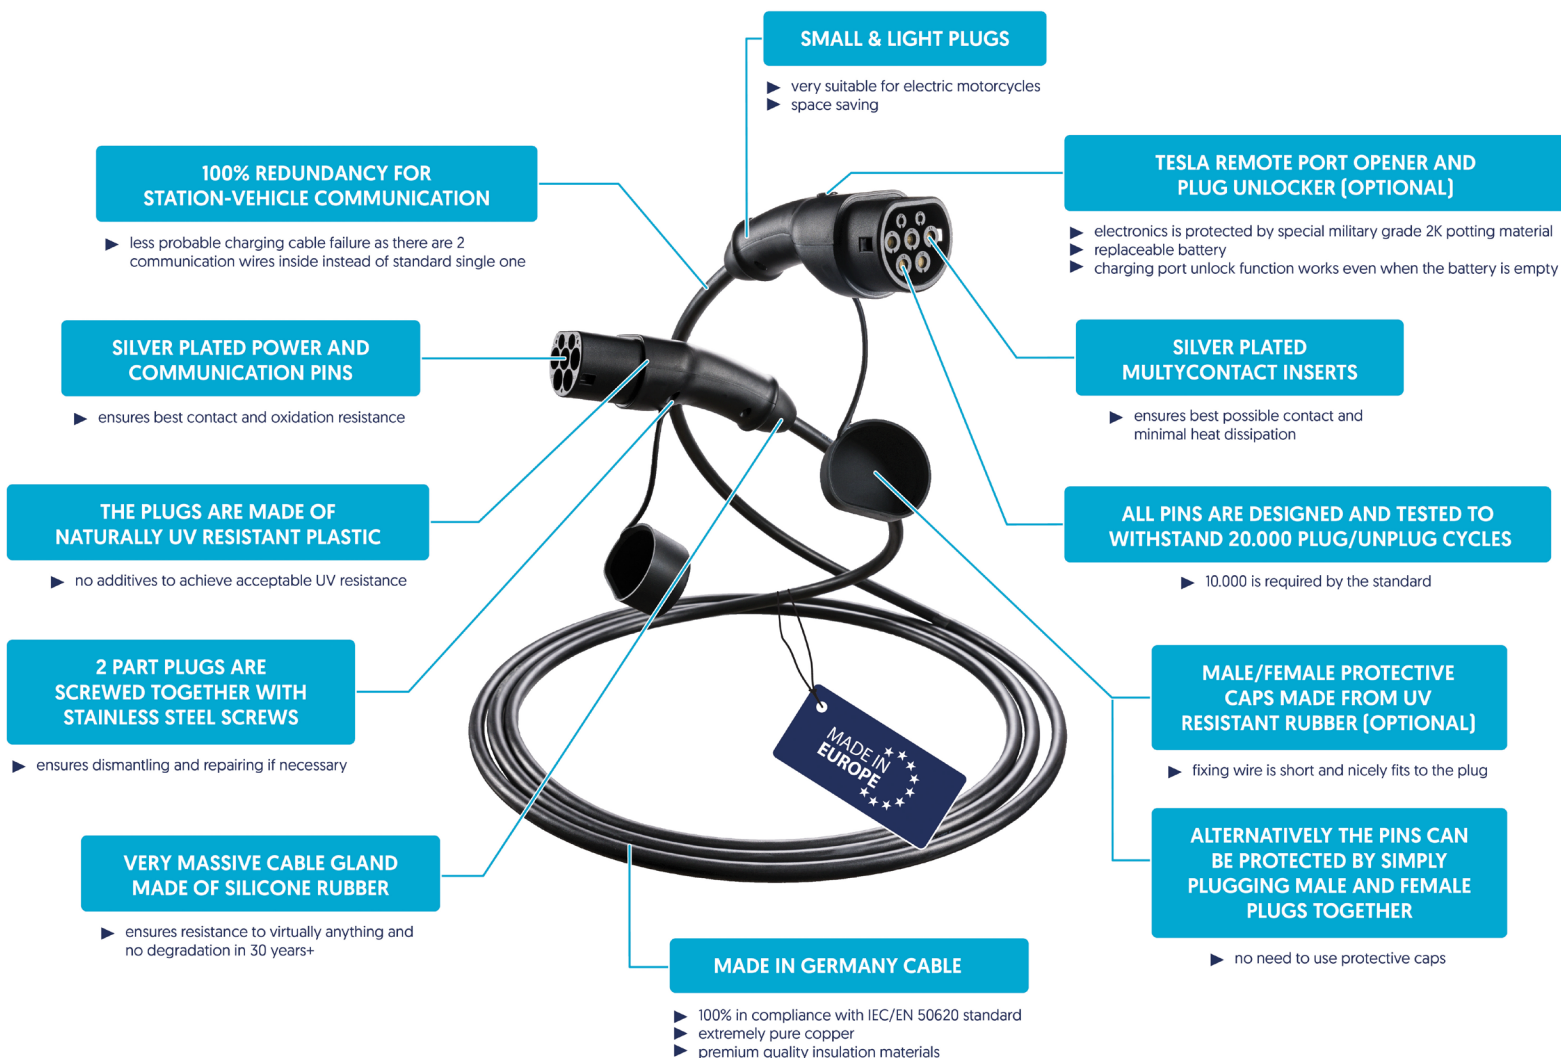 SMALL & LIGHT PLUGS
very suitable for electric motorcycles
space saving
100% REDUNDANCY FOR
STATION-VEHICLE COMMUNICATION
less probable charging cable failure as there are 2
communication wires inside instead of standard single one
TESLA REMOTE PORT OPENER AND
PLUG UNLOCKER (OPTIONAL)
electronics is protected by special military grade 2K potting material
replaceable battery
charging port unlock function works even when the battery is empty
SILVER PLATED POWER AND
COMMUNICATION PINS
ensures best contact and oxidation resistance
SILVER PLATED
MULTYCONTACT INSERTS
ensures best possible contact and
minimal heat dissipation
THE PLUGS ARE MADE OF
NATURALLY UV RESISTANT PLASTIC
no additives to achieve acceptable UV resistance
ALL PINS ARE DESIGNED AND TESTED TO
WITHSTAND 20.000 PLUG/UNPLUG CYCLES
10.000 is required by the standard
2 PART PLUGS ARE
SCREWED TOGETHER WITH
STAINLESS STEEL SCREWS
ensures dismantling and repairing if necessary
MALE/FEMALE PROTECTIVE
CAPS MADE FROM UV
RESISTANT RUBBER (OPTIONAL)
fixing wire is short and nicely fits to the plug
MADE IN
EUROPE
VERY MASSIVE CABLE GLAND
MADE OF SILICONE RUBBER
ensures resistance to virtually anything and
no degradation in 30 years+
ALTERNATIVELY THE PINS CAN
BE PROTECTED BY SIMPLY
PLUGGING MALE AND FEMALE
PLUGS TOGETHER
no need to use protective caps
MADE IN GERMANY CABLE
100% in compliance with IEC/EN 50620 standard
extremely pure copper
premium quality insulation materials